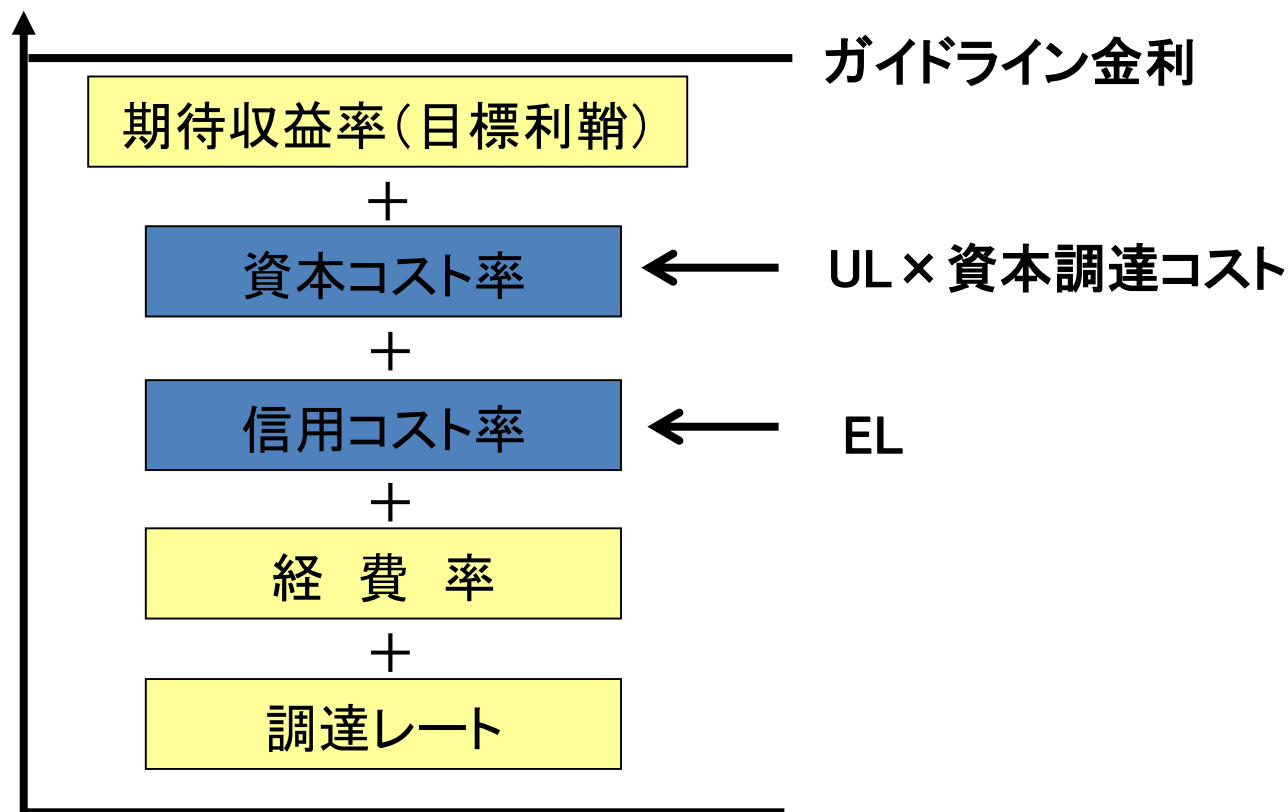 ガイドライン金利
期待収益率（目標利鞘）
＋
資本コスト率
UL×資本調達コスト
＋
信用コスト率
EL
＋
経　費　率
＋
調達レート